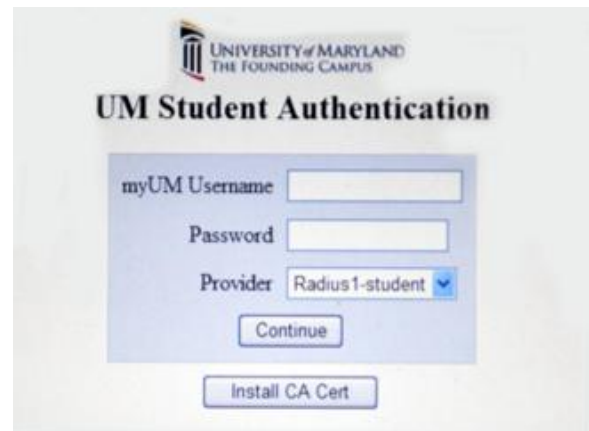 UNIVERSITY of MARYLAND
THE FOUNDING CAMPUS
UM Student Authentication
myUM Username
Password
Provider Radius1-student
Continue
Install CA Cert